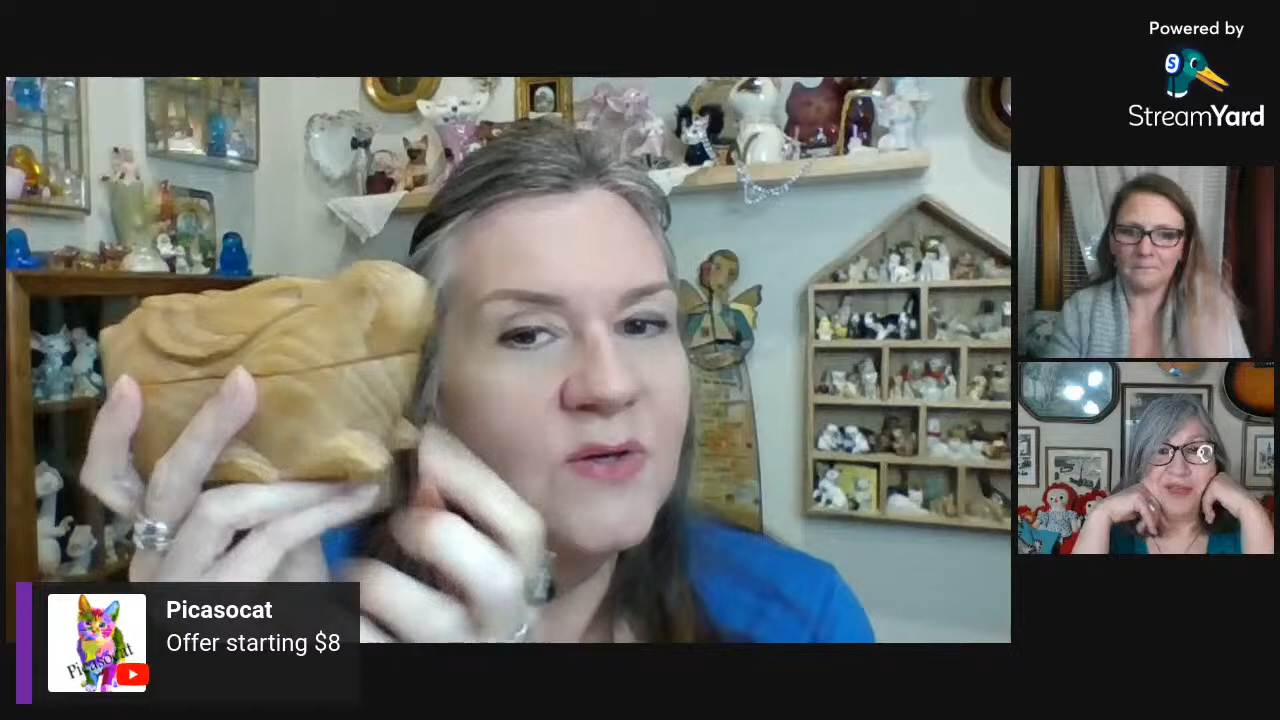 Powered by
S
StreamYard
Picasocat
Offer starting $8
Picasocat